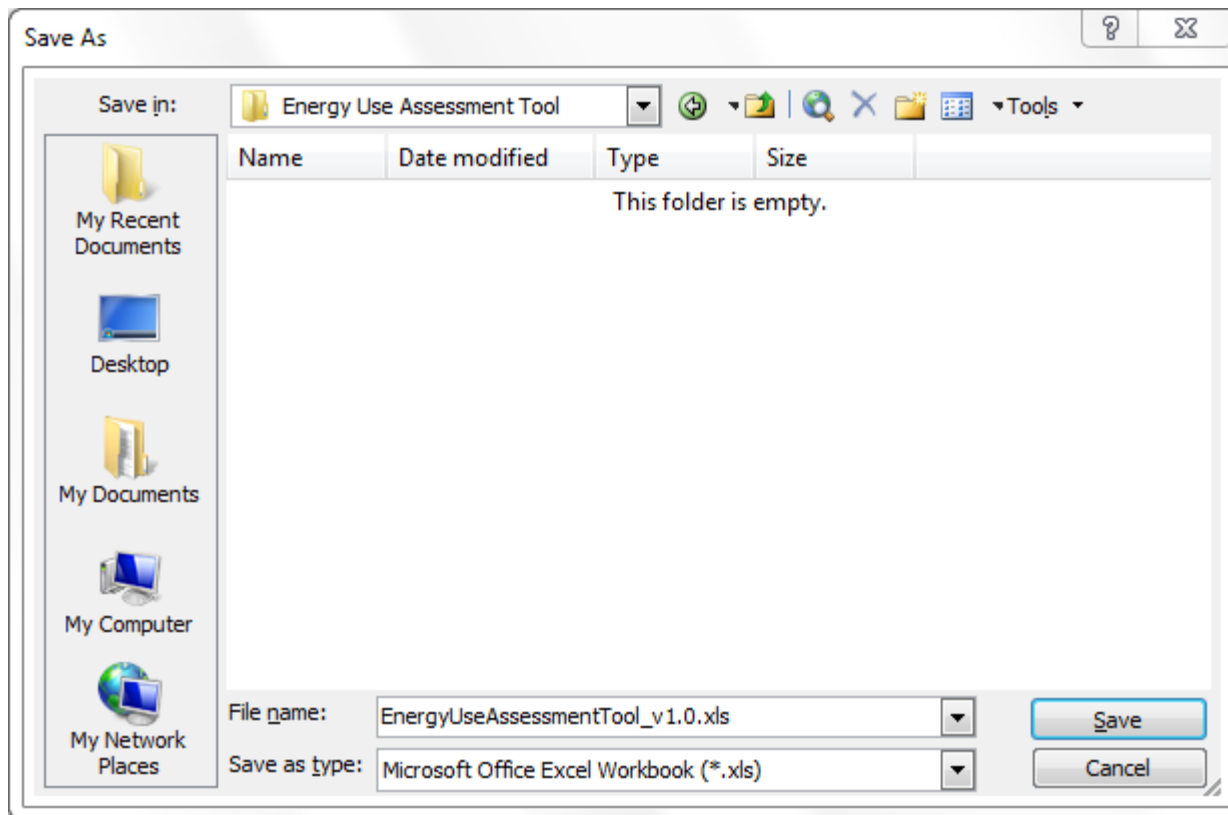 Save As
Save in:
Energy Use Assessment Tool
Tools
My Recent
Documents
Desktop
My Documents
My Computer
My Network
Places
Name Date modified Type Size
This folder is empty.
File name:
EnergyUseAssessmentTool_v1.0.xls
Save
Save as type:
Microsoft Office Excel Workbook (*.xls)
Cancel